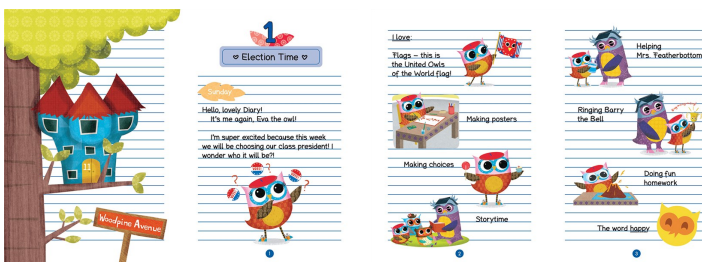 11
Woodpine Avenue
1
Election Time
Sunday
Hello, lovely Diary!
It's me again, Eva the owl!
I'm super excited because this week
we will be choosing our class president! I
wonder who it will be?!
?
?
?
1
I love:
Flags – this is
the United Owls
of the World flag!
Making posters
Making choices
Storytime
2
Helping
Mrs. Featherbottom
Ringing Barry
the Bell
Doing fun
homework
The word happy
3